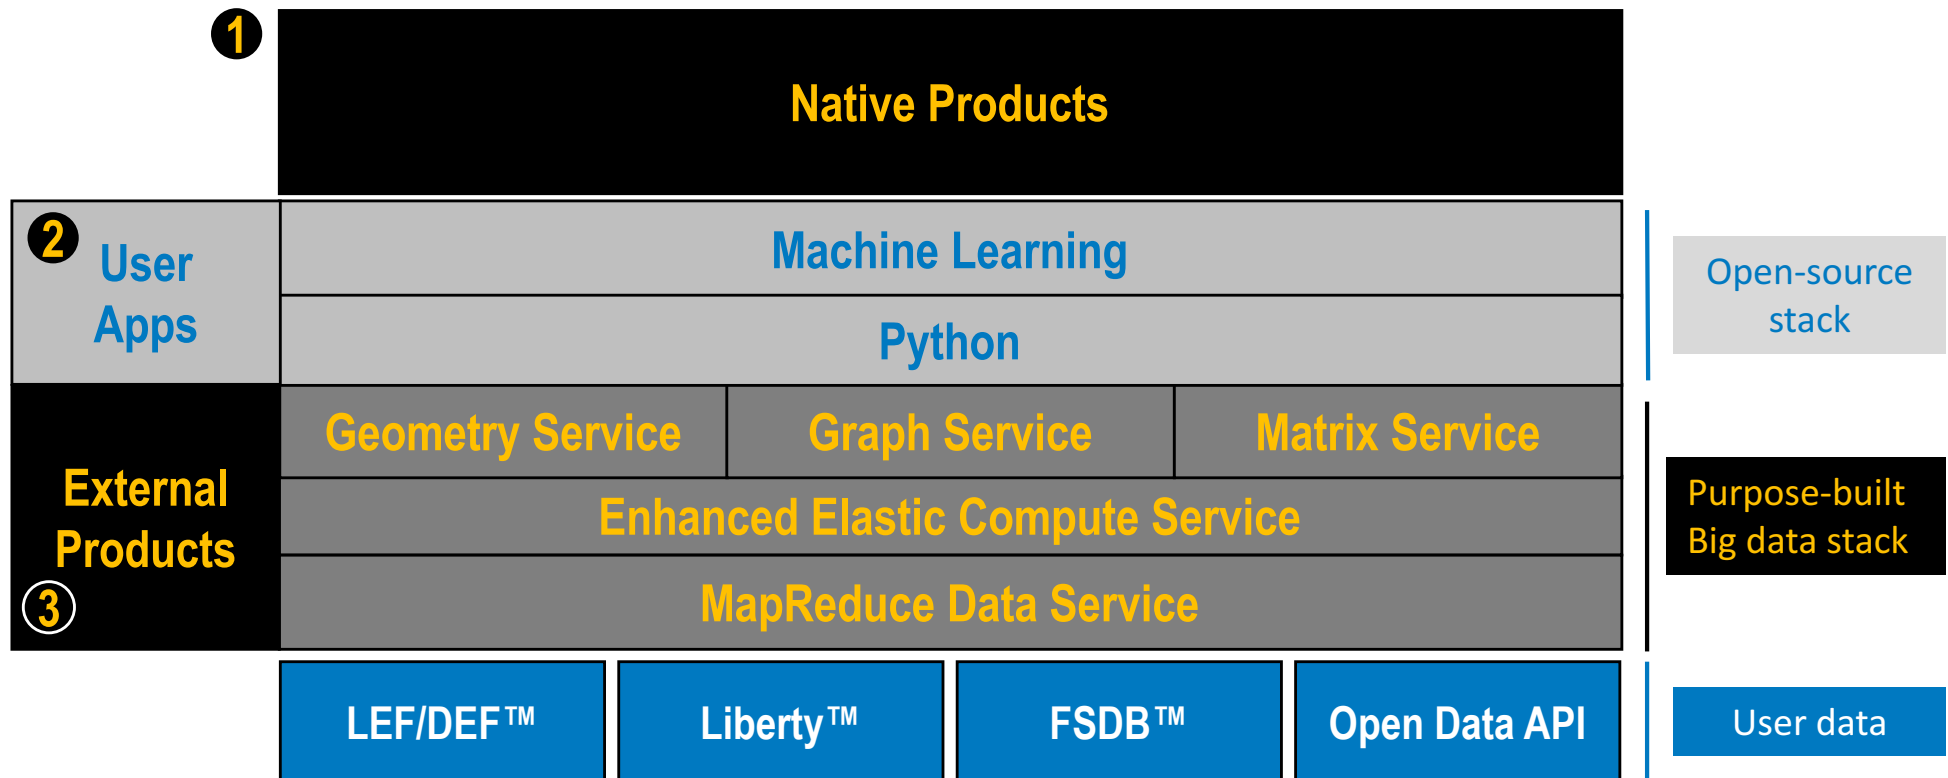 1
Native Products
2
User
Apps
Machine Learning
Python
Open-source
stack
External
Products
3
Geometry Service
Graph Service
Matrix Service
Enhanced Elastic Compute Service
MapReduce Data Service
Purpose-built
Big data stack
LEF/DEF™
Liberty™
FSDB™
Open Data API
User data